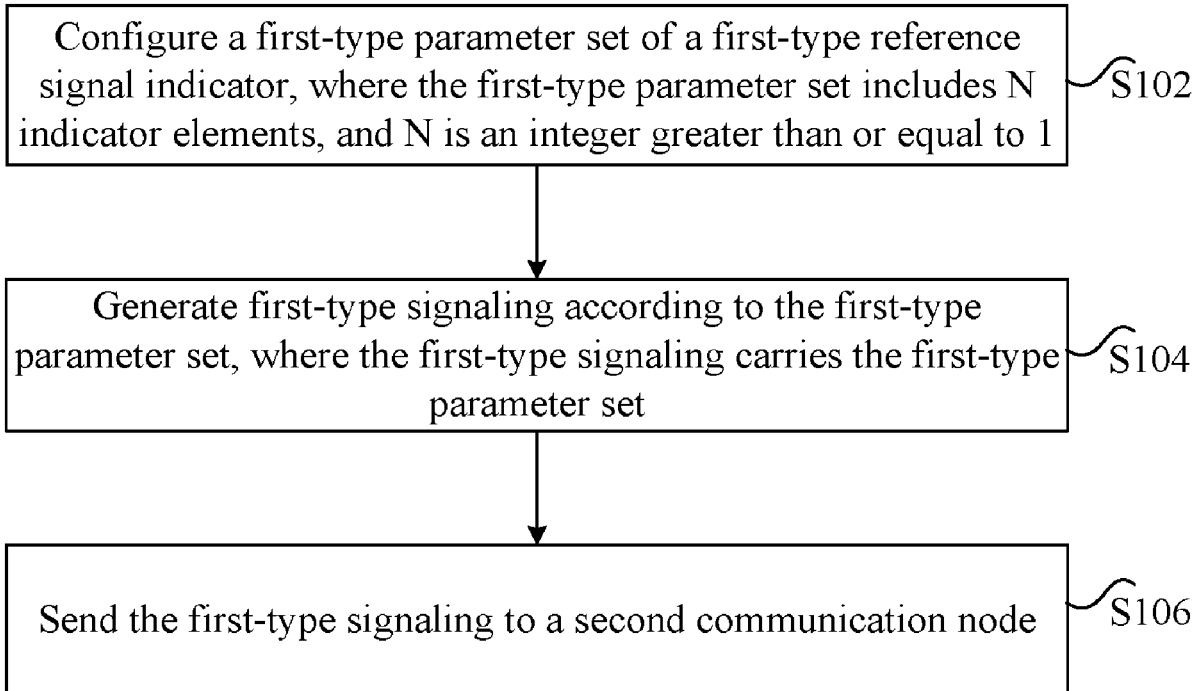 Configure a first-type parameter set of a first-type reference
signal indicator, where the first-type parameter set includes N
indicator elements, and N is an integer greater than or equal to 1
S102
Generate first-type signaling according to the first-type
parameter set, where the first-type signaling carries the first-type
parameter set
S104
Send the first-type signaling to a second communication node
S106